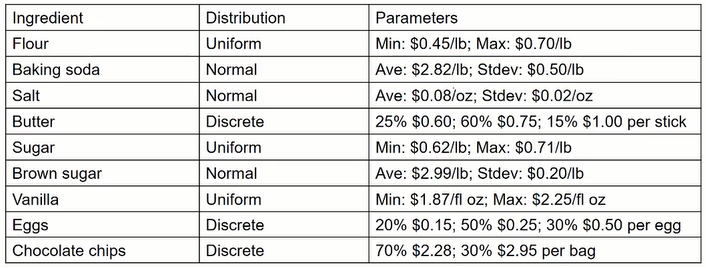 Ingredient Distribution Parameters
Flour Uniform Min: $0.45/lb; Max: $0.70/lb
Baking soda Normal Ave: $2.82/lb; Stdev: $0.50/lb
Salt Normal Ave: $0.08/oz; Stdev: $0.02/oz
Butter Discrete 25% $0.60; 60% $0.75; 15% $1.00 per stick
Sugar Uniform Min: $0.62/lb; Max: $0.71/lb
Brown sugar Normal Ave: $2.99/lb; Stdev: $0.20/lb
Vanilla Uniform Min: $1.87/fl oz; Max: $2.25/fl oz
Eggs Discrete 20% $0.15; 50% $0.25; 30% $0.50 per egg
Chocolate chips Discrete 70% $2.28; 30% $2.95 per bag